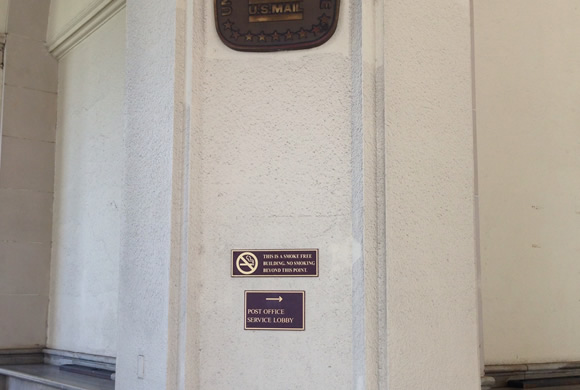 U.S. MAIL
THIS IS A SMOKE FREE
BUILDING. NO SMOKING
BEYOND THIS POINT.
→
POST OFFICE
SERVICE LOBBY